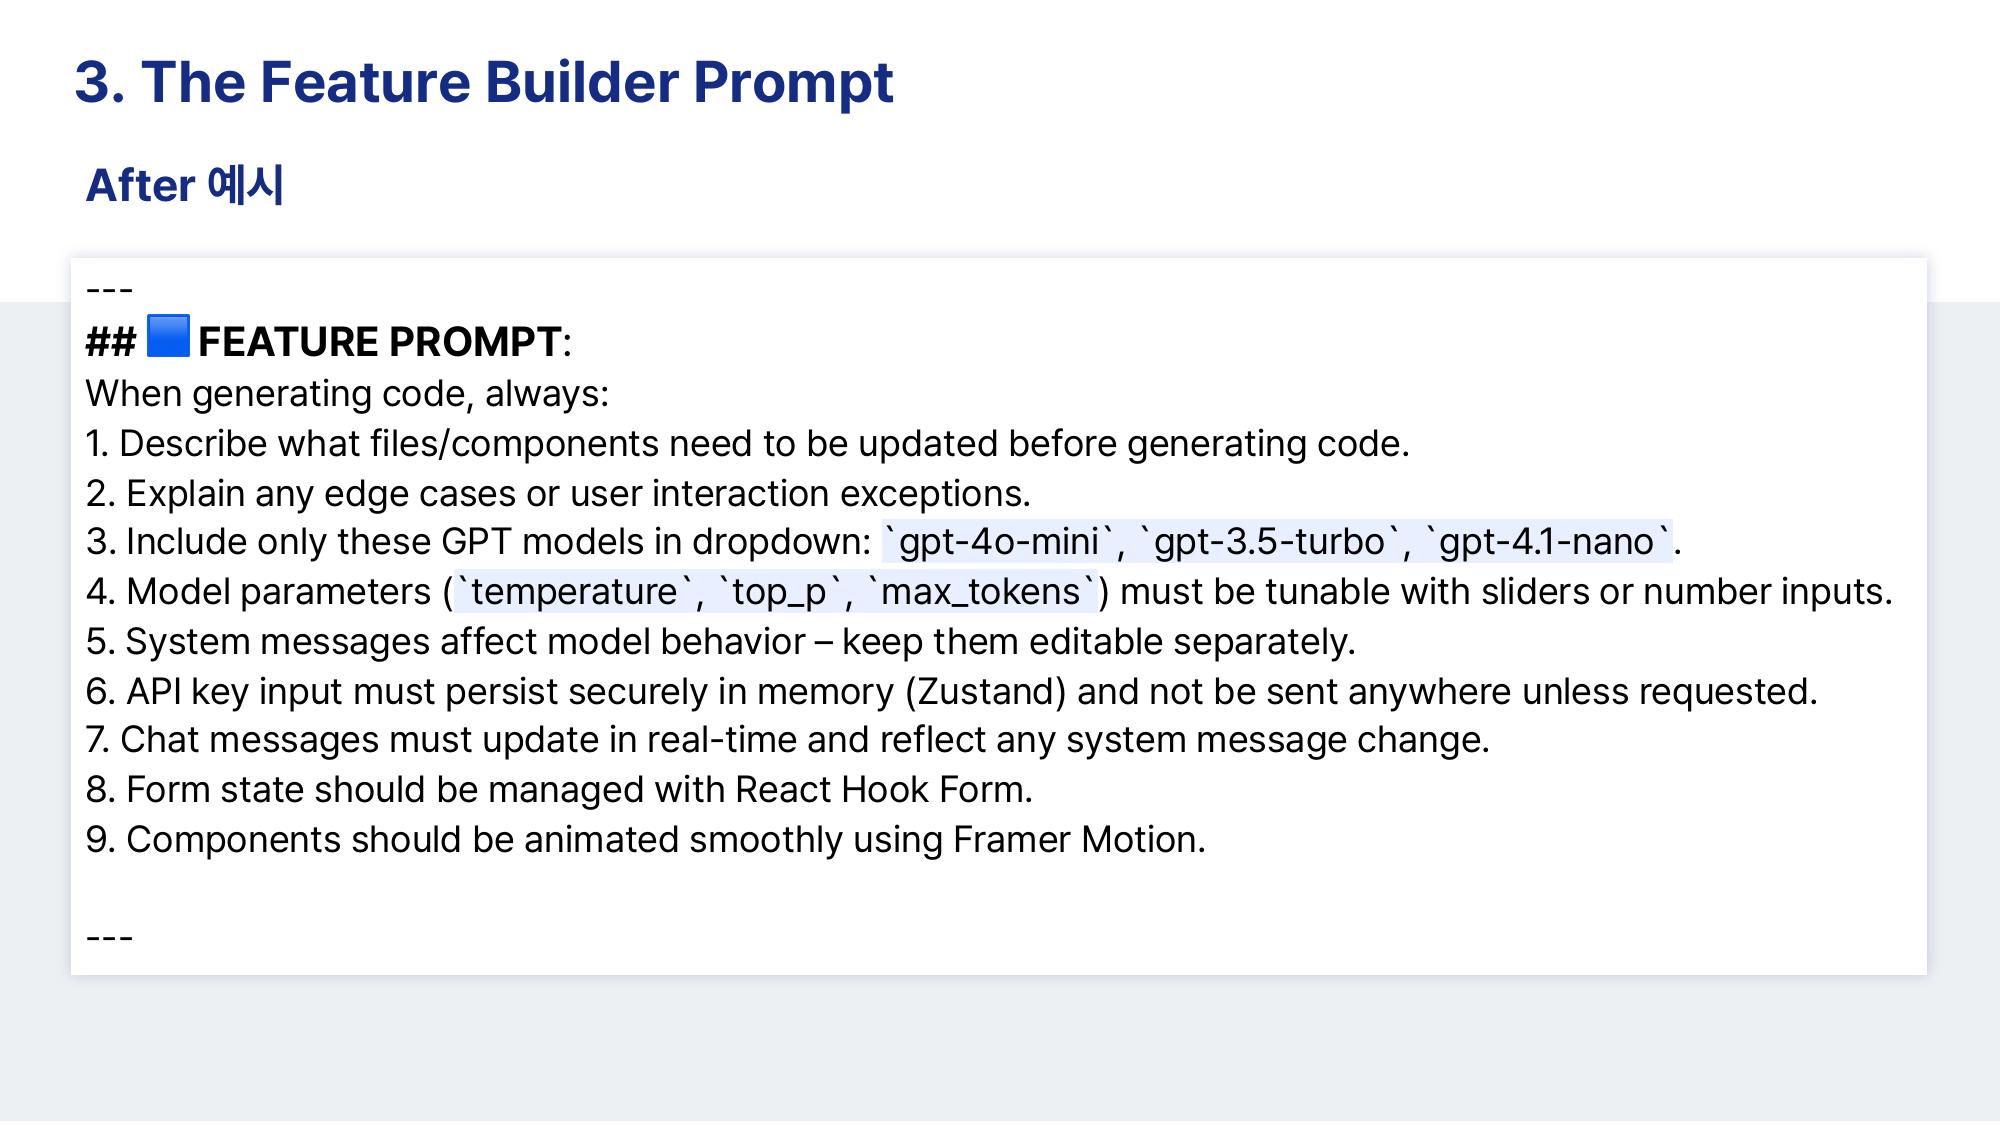 3. The Feature Builder Prompt
After 예시
---
## 🟦 FEATURE PROMPT:
When generating code, always:
1. Describe what files/components need to be updated before generating code.
2. Explain any edge cases or user interaction exceptions.
3. Include only these GPT models in dropdown: `gpt-4o-mini`, `gpt-3.5-turbo`, `gpt-4.1-nano`.
4. Model parameters (`temperature`, `top_p`, `max_tokens`) must be tunable with sliders or number inputs.
5. System messages affect model behavior – keep them editable separately.
6. API key input must persist securely in memory (Zustand) and not be sent anywhere unless requested.
7. Chat messages must update in real-time and reflect any system message change.
8. Form state should be managed with React Hook Form.
9. Components should be animated smoothly using Framer Motion.
---